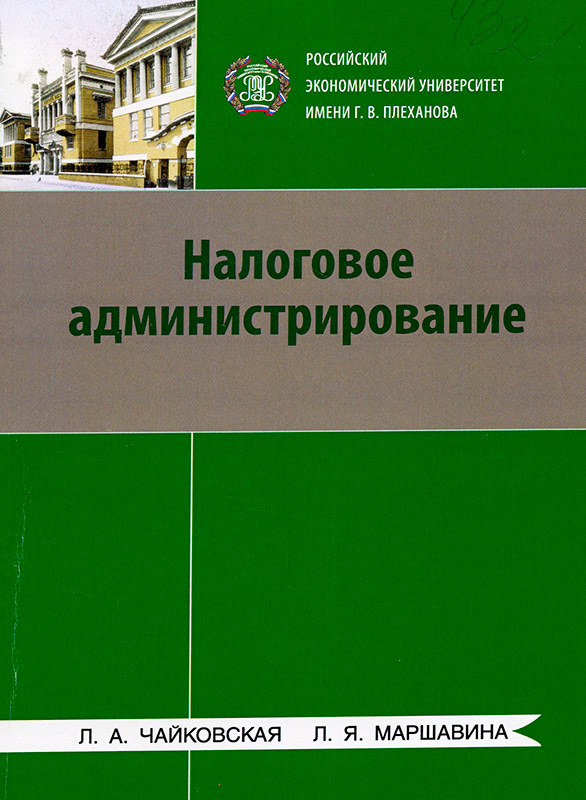 РОССИЙСКИЙ
ЭКОНОМИЧЕСКИЙ УНИВЕРСИТЕТ
ИМЕНИ Г. В. ПЛЕХАНОВА
Налоговое
администрирование
Л. А. ЧАЙКОВСКАЯ Л. Я. МАРШАВИНА